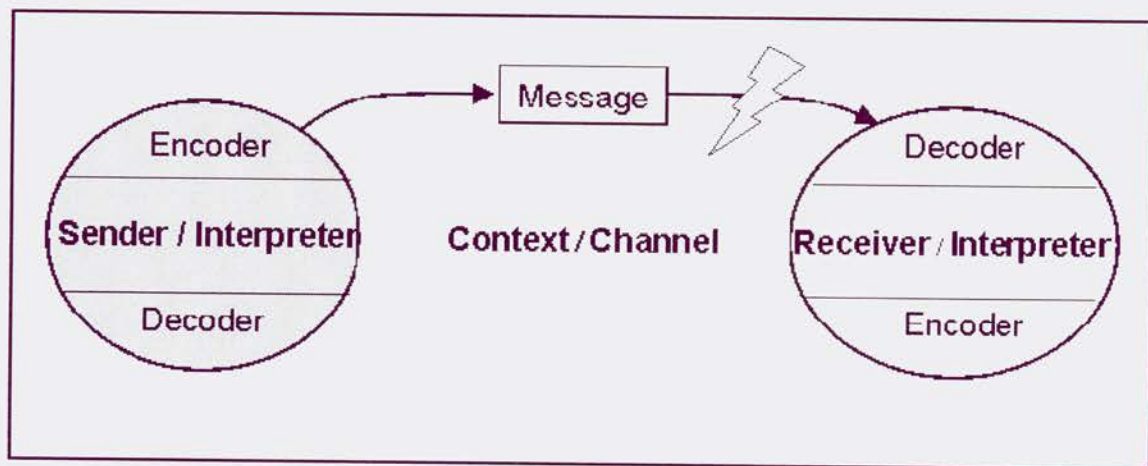 Message
Encoder
Sender / Interpreter
Decoder
Context / Channel
Decoder
Receiver / Interpreter
Encoder